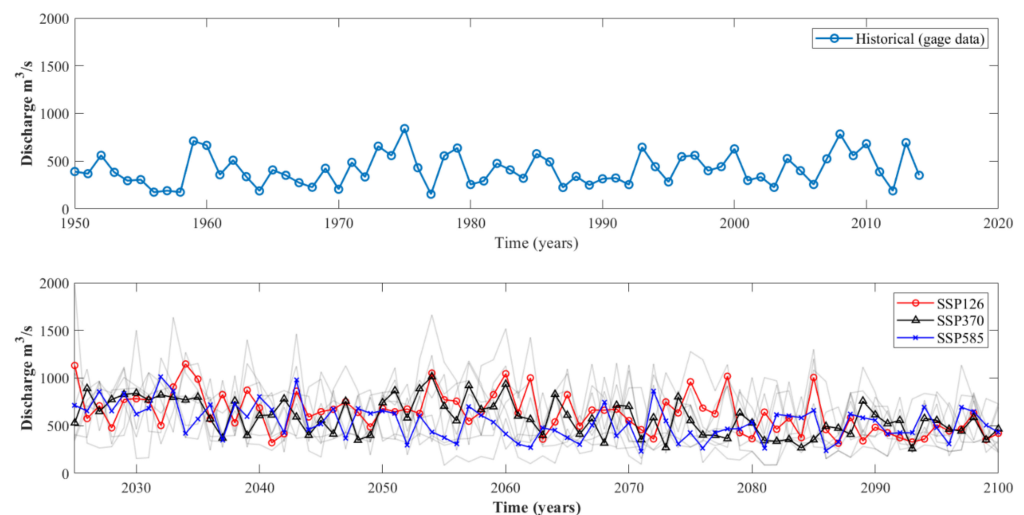 2000
Historical (gage data)
1500
1000
500
0
Discharge m³/s
1950 1960 1970 1980 1990 2000 2010 2020
Time (years)
2000
SSP126
SSP370
SSP585
1500
1000
500
0
Discharge m³/s
2030 2040 2050 2060 2070 2080 2090 2100
Time (years)